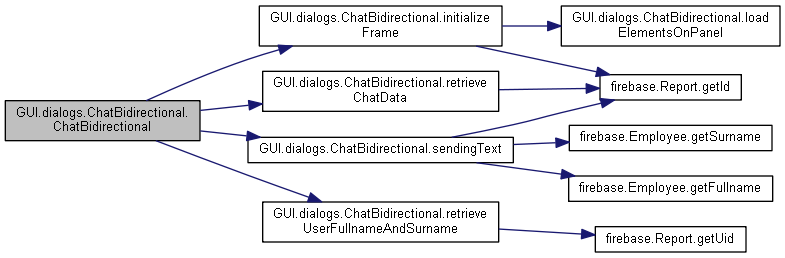 GUI.dialogs.ChatBidirectional.initialize
Frame
GUI.dialogs.ChatBidirectional.load
ElementsOnPanel
GUI.dialogs.ChatBidirectional.retrieve
ChatData
firebase.Report.getId
GUI.dialogs.ChatBidirectional.
ChatBidirectional
GUI.dialogs.ChatBidirectional.sendingText
firebase.Employee.getSurname
firebase.Employee.getFullname
GUI.dialogs.ChatBidirectional.retrieve
UserFullnameAndSurname
firebase.Report.getUid